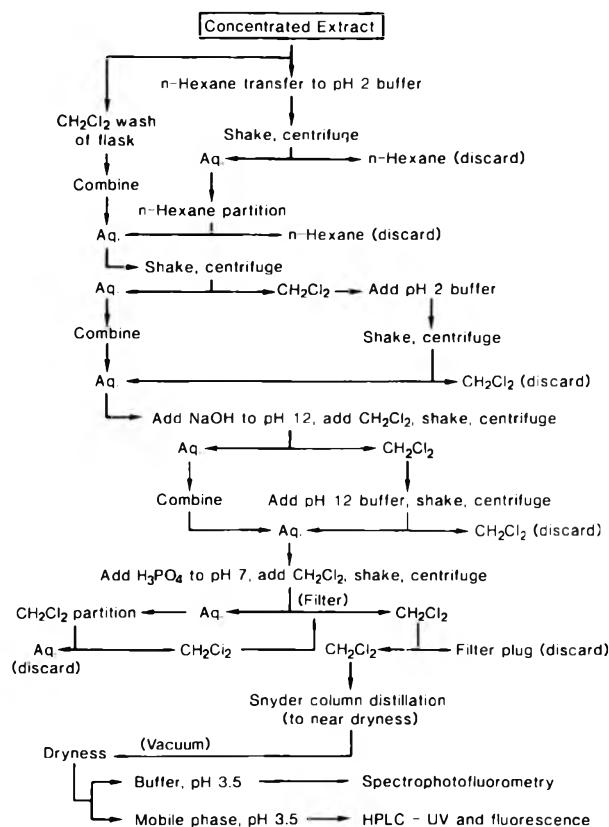 Concentrated Extract
n-Hexane transfer to pH 2 buffer
CH₂Cl₂ wash
of flask
Shake, centrifuge
Aq.
n-Hexane (discard)
Combine
n-Hexane partition
Aq.
n-Hexane (discard)
Shake, centrifuge
Aq.
CH₂Cl₂
Add pH 2 buffer
Combine
Shake, centrifuge
Aq.
CH₂Cl₂ (discard)
Add NaOH to pH 12, add CH₂Cl₂, shake, centrifuge
Aq.
CH₂Cl₂
Combine
Add pH 12 buffer, shake, centrifuge
Aq.
CH₂Cl₂ (discard)
Add H₃PO₄ to pH 7, add CH₂Cl₂, shake, centrifuge
(Filter)
CH₂Cl₂ partition
Aq.
CH₂Cl₂
Aq.
(discard)
CH₂Cl₂
CH₂Cl₂
Filter plug (discard)
Snyder column distillation
(to near dryness)
(Vacuum)
Dryness
Buffer, pH 3.5
Spectrophotofluorometry
Mobile phase, pH 3.5
HPLC - UV and fluorescence